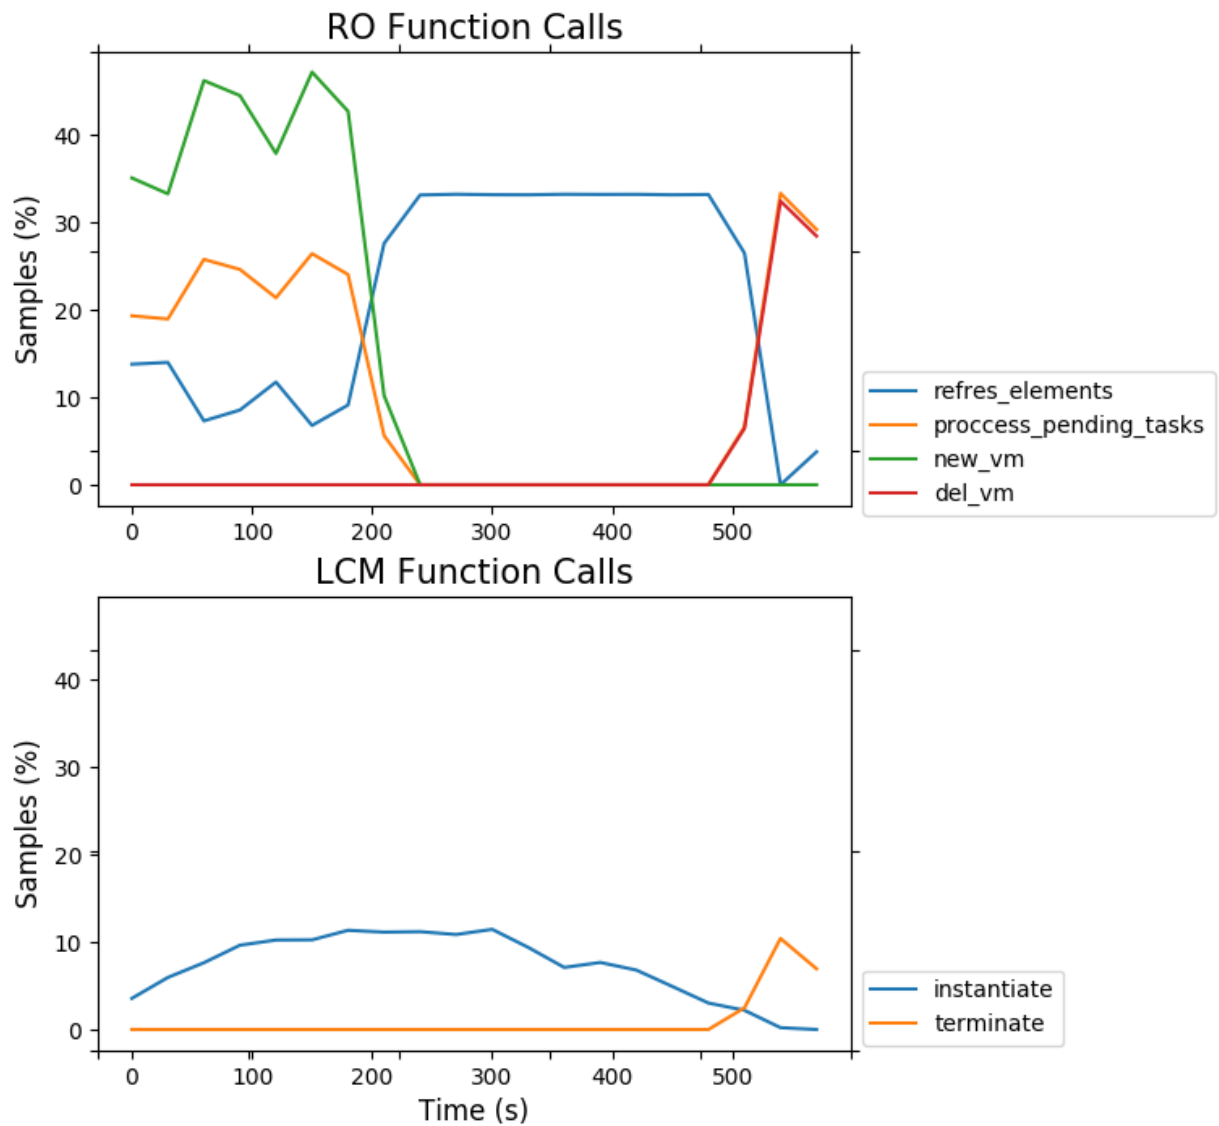 RO Function Calls
Samples (%)
40
30
20
10
0
0 100 200 300 400 500
refres_elements
proccess_pending_tasks
new_vm
del_vm
LCM Function Calls
Samples (%)
40
30
20
10
0
0 100 200 300 400 500
Time (s)
instantiate
terminate